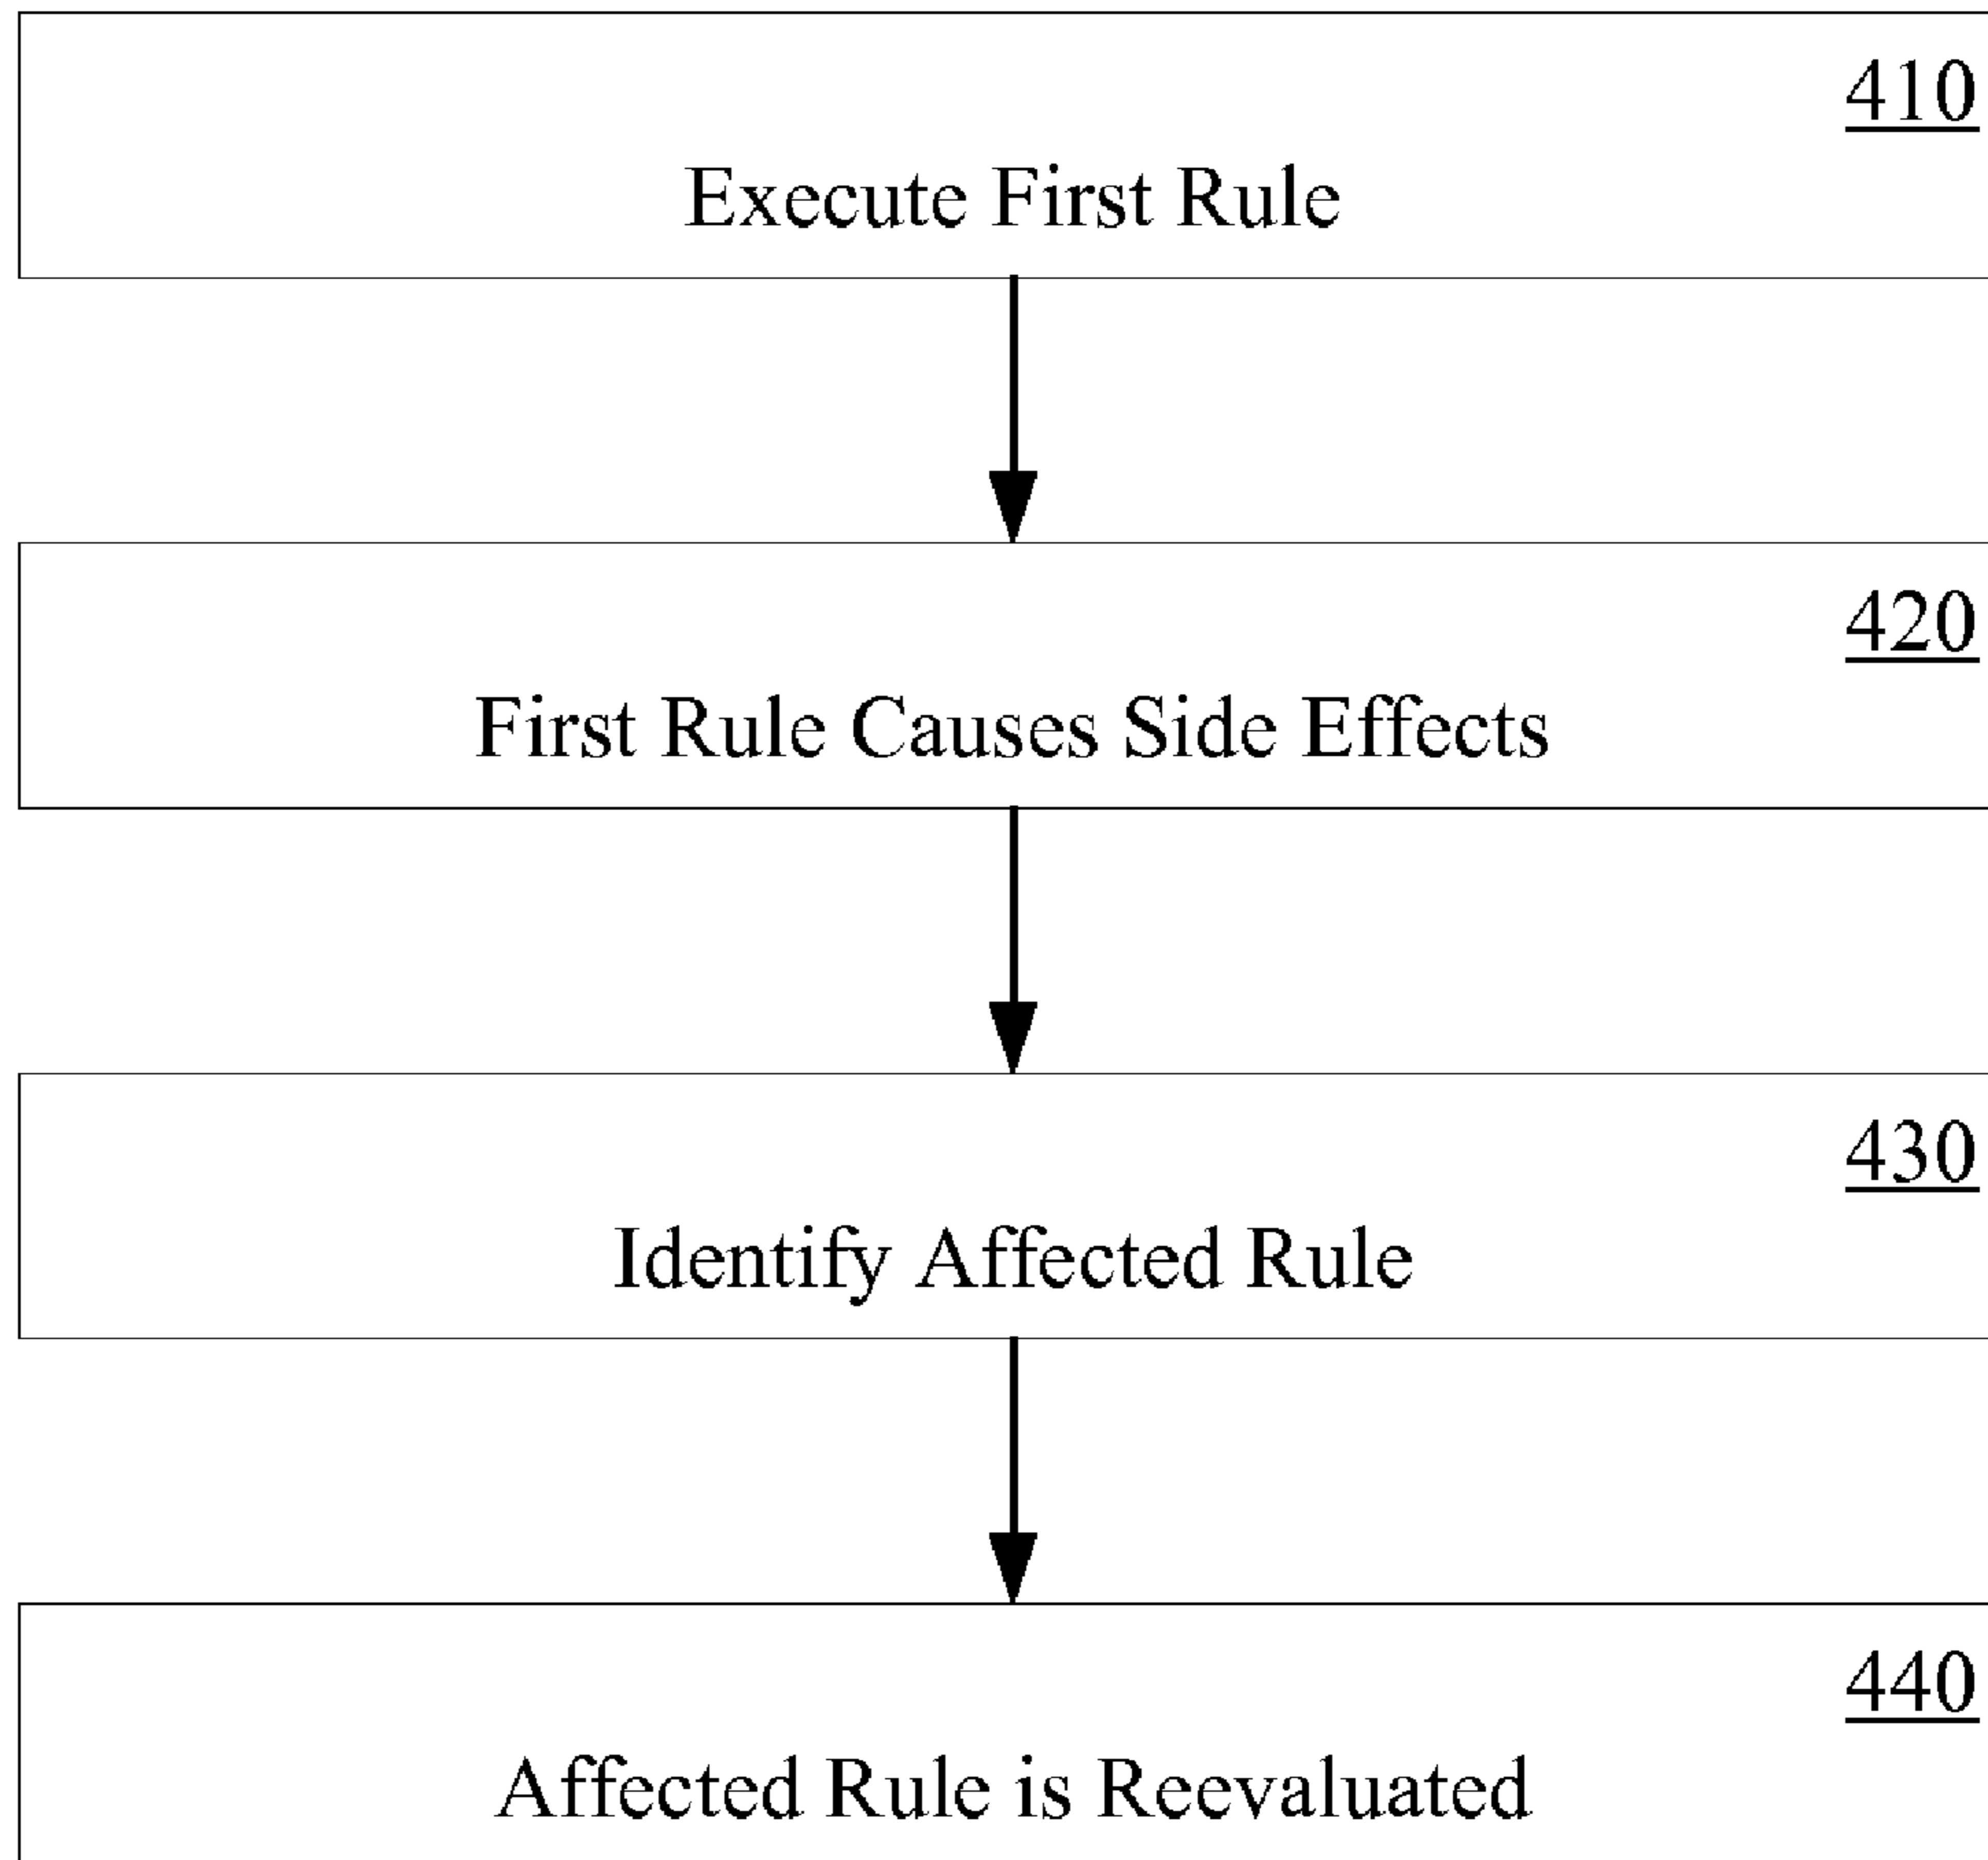 410
Execute First Rule
420
First Rule Causes Side Effects
430
Identify Affected Rule
440
Affected Rule is Reevaluated